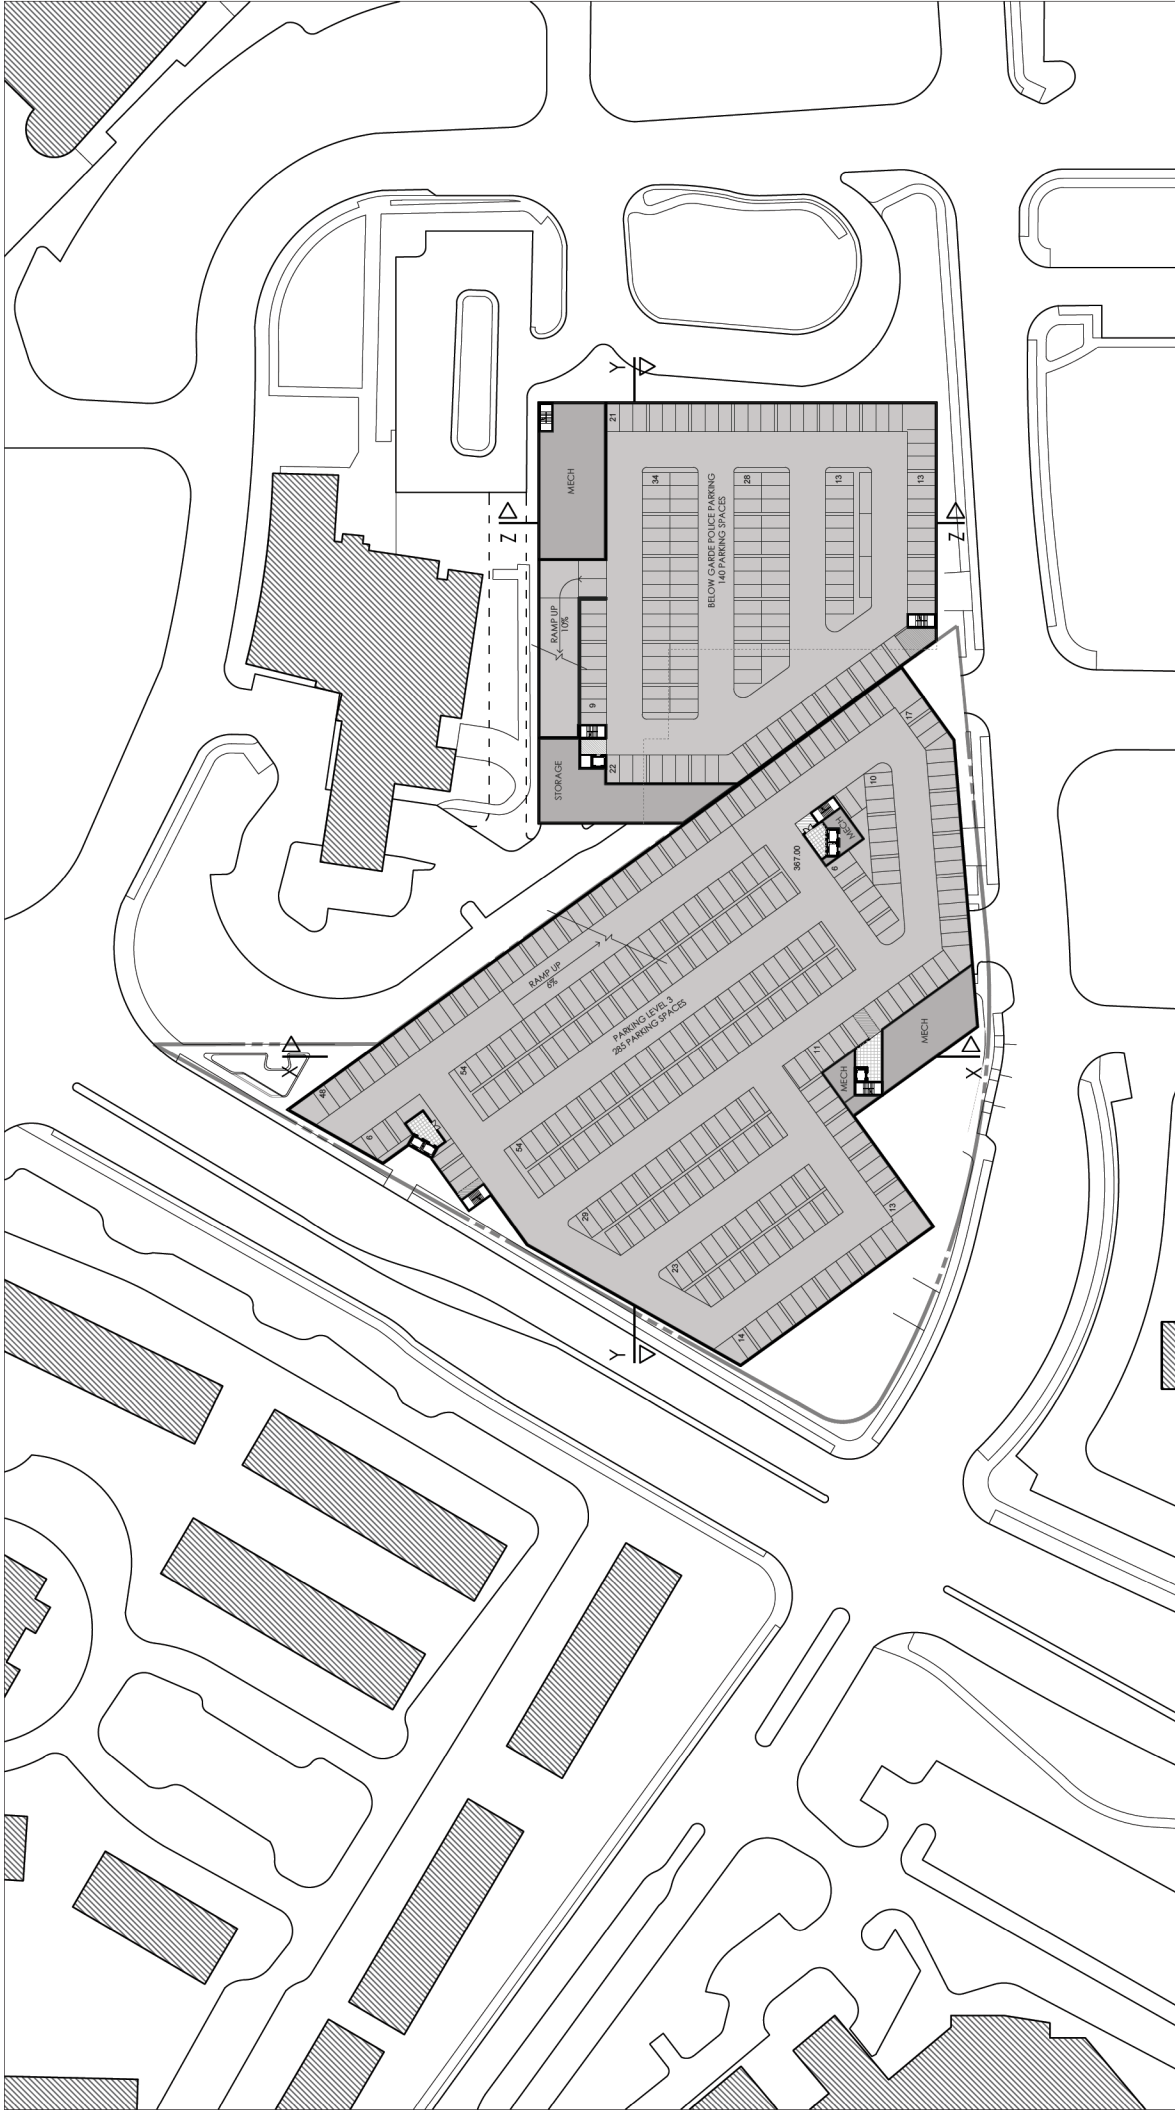 Y
21
MECH
34
28
13
13
BELOW GARDE POLICE PARKING
140 PARKING SPACES
Z
Z
RAMP UP
10%
9
STORAGE
22
17
10
MECH
367.00
6
RAMP UP
6%
PARKING LEVEL 3
285 PARKING SPACES
X
48
54
6
54
11
MECH
MECH
X
29
13
23
14
Y